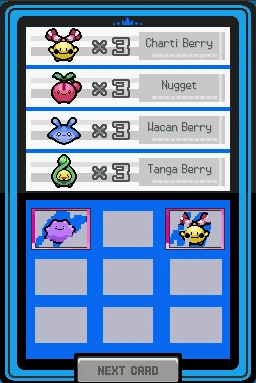 ×3 Charti Berry
×3 Nugget
×3 Wacan Berry
×3 Tanga Berry
NEXT CARD